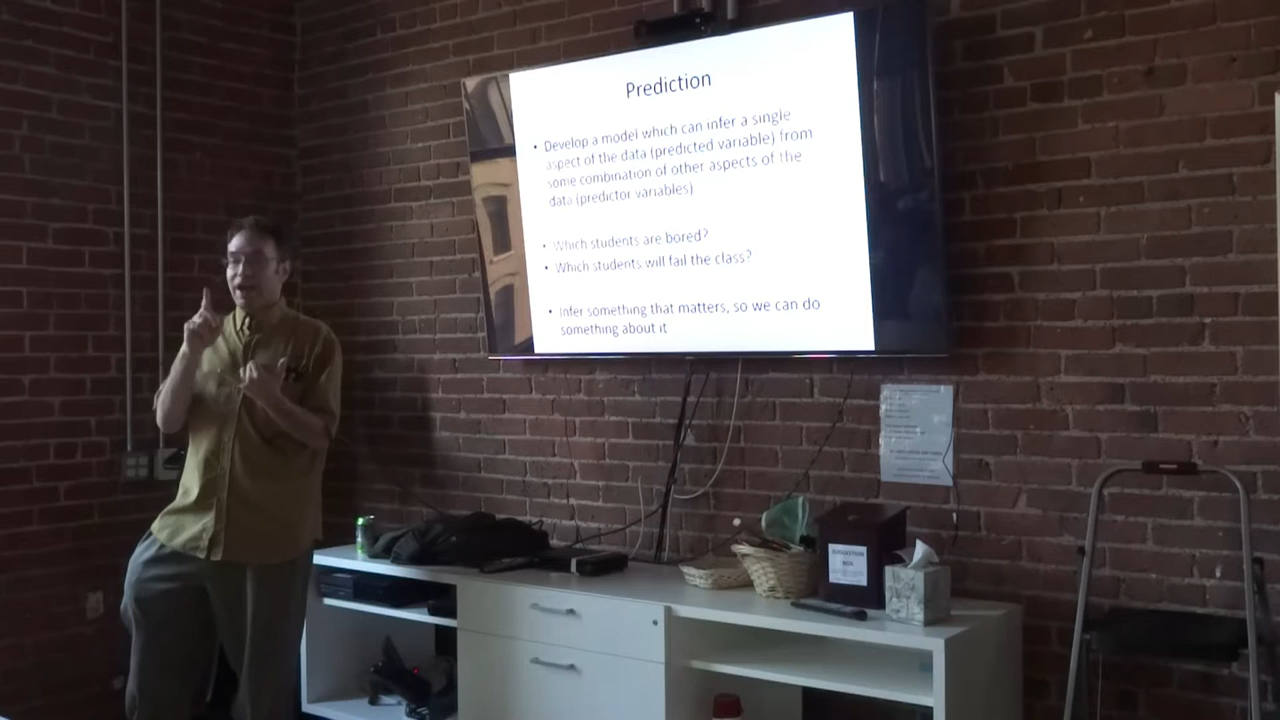 Prediction
• Develop a model which can infer a single
aspect of the data (predicted variable) from
some combination of other aspects of the
data (predictor variables)
• Which students are bored?
• Which students will fail the class?
• Infer something that matters, so we can do
something about it
SUGGESTION
BOX